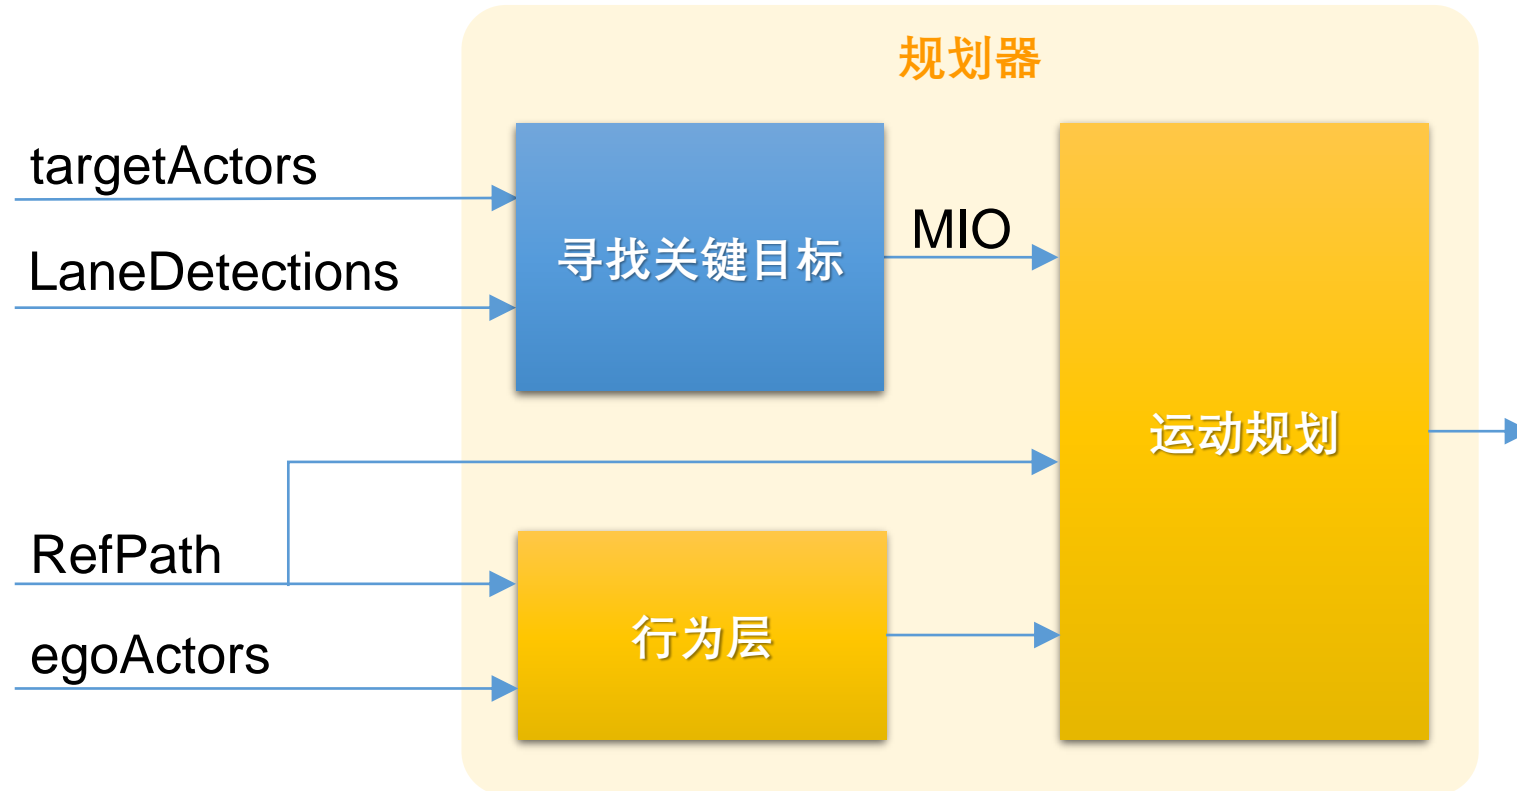 规划器
targetActors
LaneDetections
寻找关键目标
MIO
运动规划
RefPath
egoActors
行为层